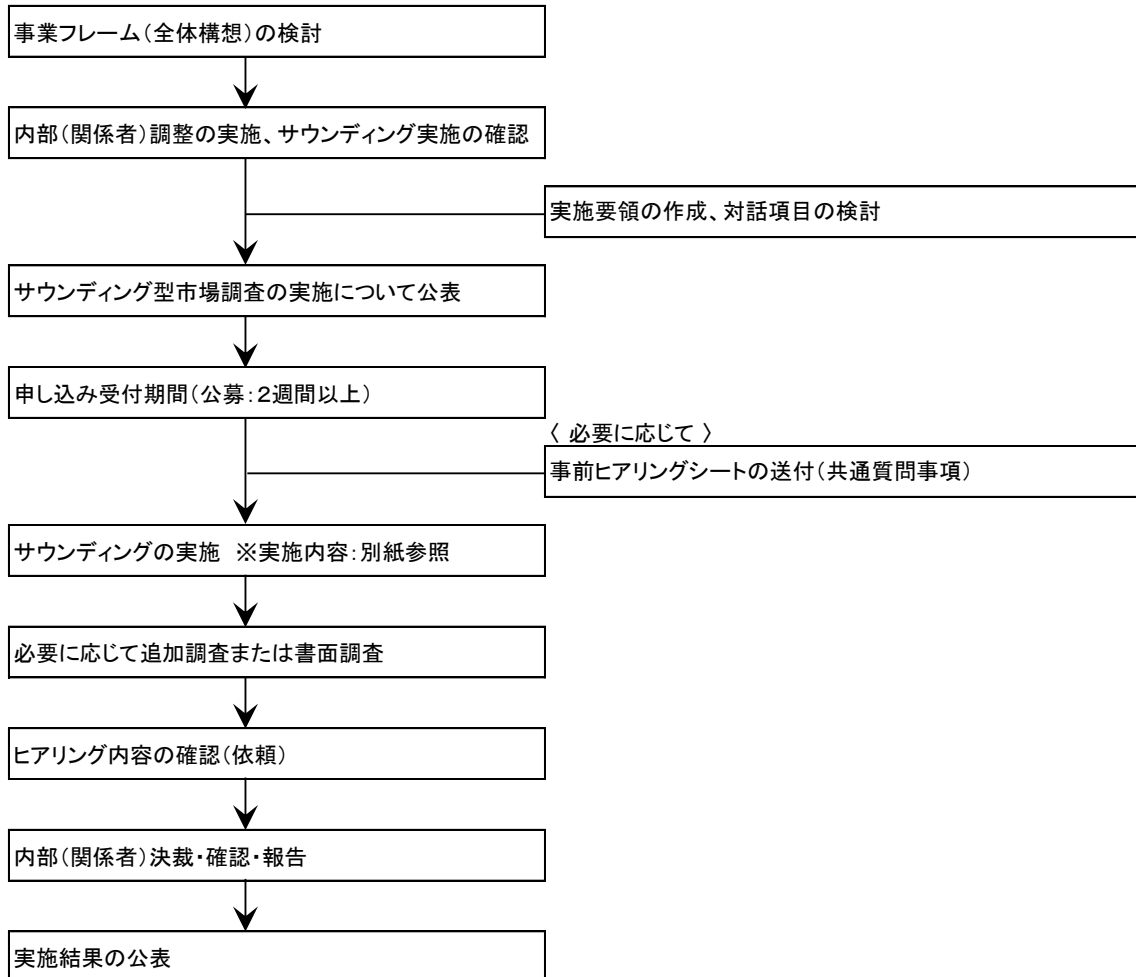 事業フレーム（全体構想）の検討
内部（関係者）調整の実施、サウンディング実施の確認
実施要領の作成、対話項目の検討
サウンディング型市場調査の実施について公表
申し込み受付期間（公募：２週間以上）
〈 必要に応じて 〉
事前ヒアリングシートの送付（共通質問事項）
サウンディングの実施　※実施内容：別紙参照
必要に応じて追加調査または書面調査
ヒアリング内容の確認（依頼）
内部（関係者）決裁・確認・報告
実施結果の公表